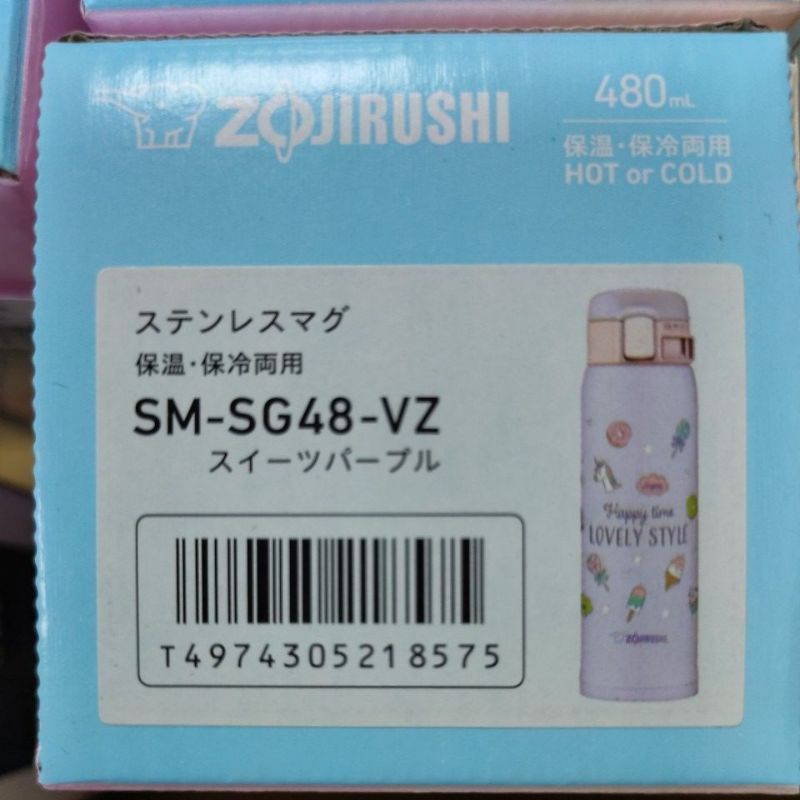 ZOJIRUSHI
480mL
保温・保冷両用
HOT or COLD
ステンレスマグ
保温・保冷両用
SM-SG48-VZ
スイーツパープル
T4974305218575
Happy time
LOVELY STYLE
ZOJIRUSHI